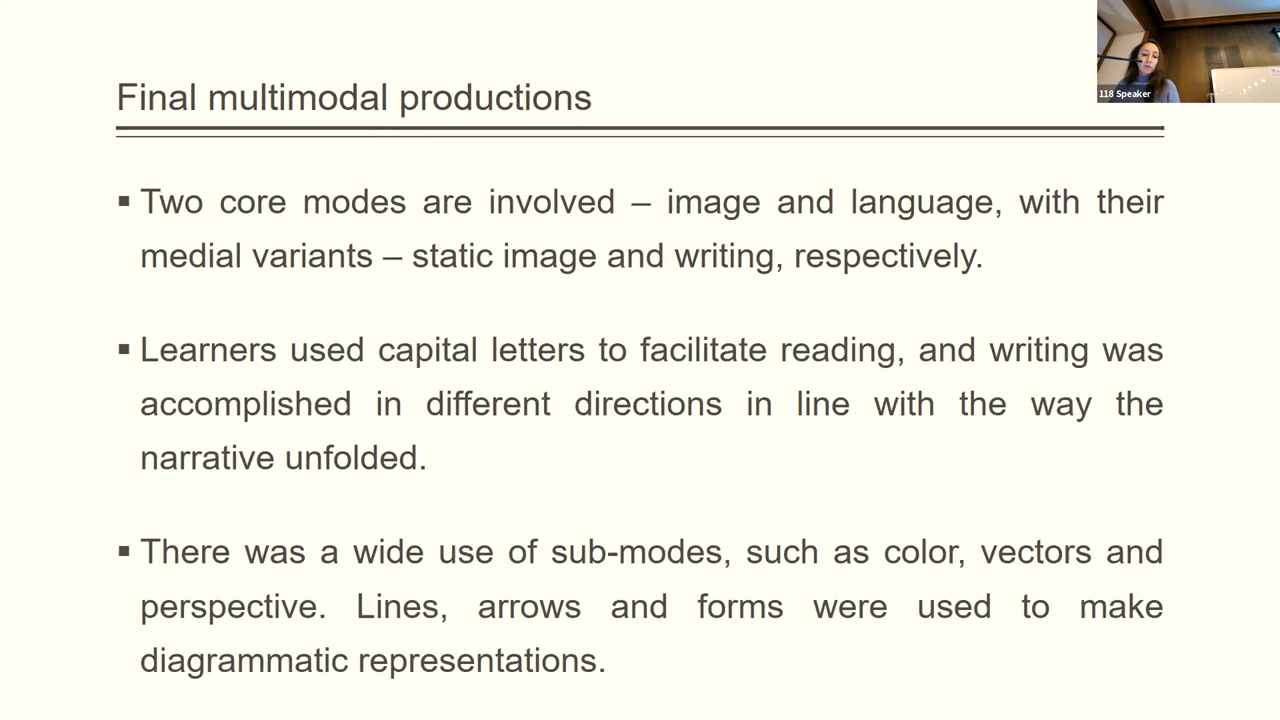 Final multimodal productions
118 Speaker
▪ Two core modes are involved – image and language, with their
medial variants – static image and writing, respectively.
▪ Learners used capital letters to facilitate reading, and writing was
accomplished in different directions in line with the way the
narrative unfolded.
▪ There was a wide use of sub-modes, such as color, vectors and
perspective. Lines, arrows and forms were used to make
diagrammatic representations.